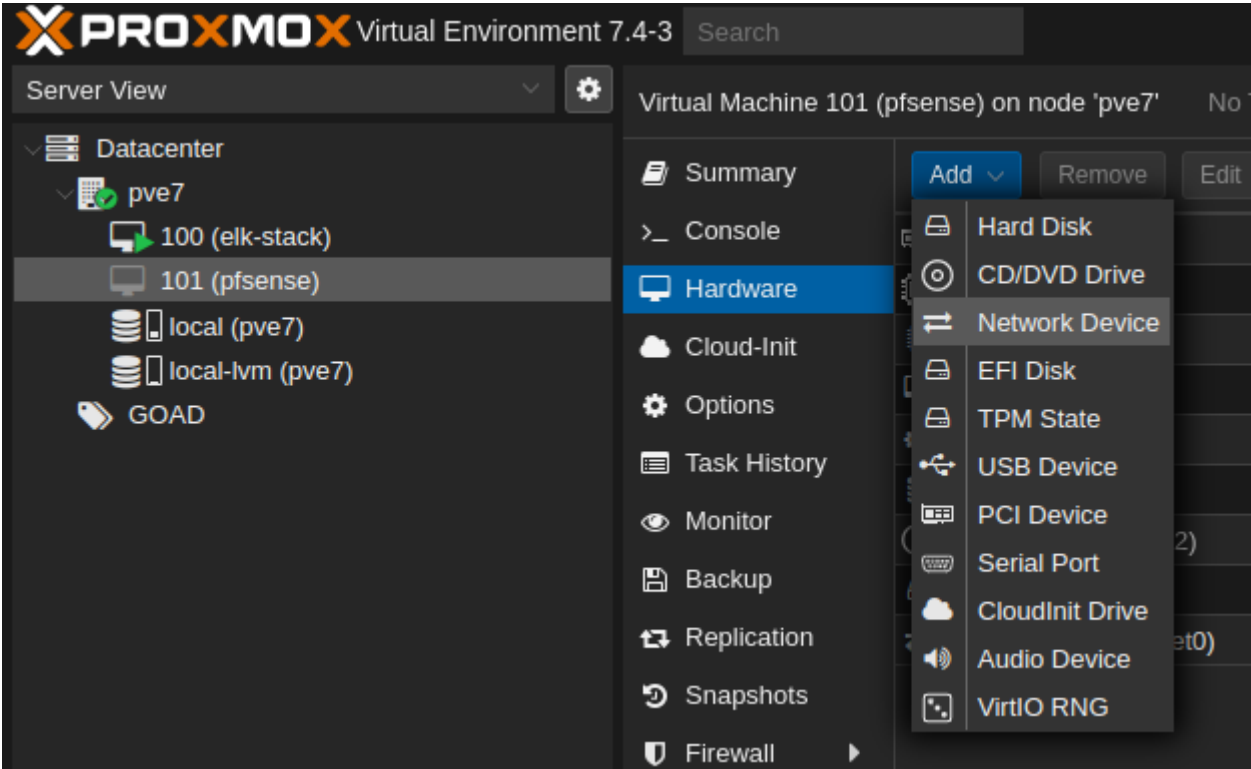 PROXMOX Virtual Environment 7.4-3 Search
Server View
Datacenter
pve7
100 (elk-stack)
101 (pfsense)
local (pve7)
local-lvm (pve7)
GOAD
Virtual Machine 101 (pfsense) on node 'pve7' No
Summary
Console
Hardware
Cloud-Init
Options
Task History
Monitor
Backup
Replication
Snapshots
Firewall
Add Remove Edit
Hard Disk
CD/DVD Drive
Network Device
EFI Disk
TPM State
USB Device
PCI Device
Serial Port
CloudInit Drive
Audio Device
VirtIO RNG
2)
et0)